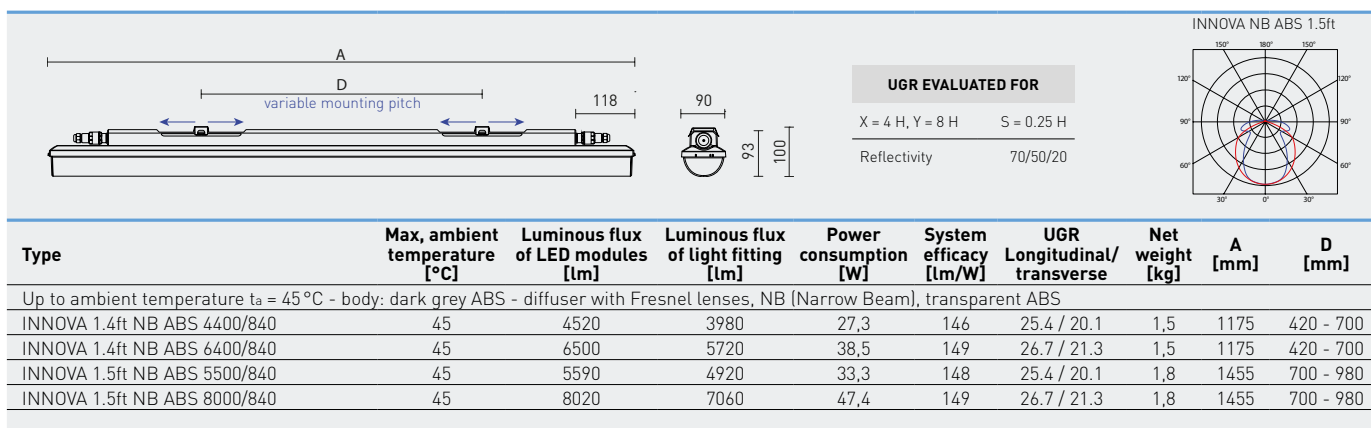 INNOVA NB ABS 1.5ft
A
D
variable mounting pitch
118
90
93
100
UGR EVALUATED FOR
X = 4 H, Y = 8 H S = 0.25 H
Reflectivity 70/50/20
150° 180° 150°
120° 120°
90° 90°
60° 60°
30° 0° 30°
Type
Max, ambient temperature [°C]
Luminous flux of LED modules [lm]
Luminous flux of light fitting [lm]
Power consumption [W]
System efficacy [lm/W]
UGR Longitudinal/ transverse
Net weight [kg]
A [mm]
D [mm]
Up to ambient temperature ta = 45°C - body: dark grey ABS - diffuser with Fresnel lenses, NB (Narrow Beam), transparent ABS
INNOVA 1.4ft NB ABS 4400/840 45 4520 3980 27,3 146 25.4 / 20.1 1,5 1175 420 - 700
INNOVA 1.4ft NB ABS 6400/840 45 6500 5720 38,5 149 26.7 / 21.3 1,5 1175 420 - 700
INNOVA 1.5ft NB ABS 5500/840 45 5590 4920 33,3 148 25.4 / 20.1 1,8 1455 700 - 980
INNOVA 1.5ft NB ABS 8000/840 45 8020 7060 47,4 149 26.7 / 21.3 1,8 1455 700 - 980